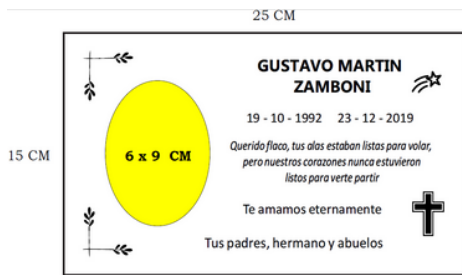 25 CM
GUSTAVO MARTIN
ZAMBONI
19 - 10 - 1992 23 - 12 - 2019
15 CM
6 x 9 CM
Querido flaco, tus alas estaban listas para volar,
pero nuestros corazones nunca estuvieron
listos para verte partir
Te amamos eternamente
Tus padres, hermano y abuelos